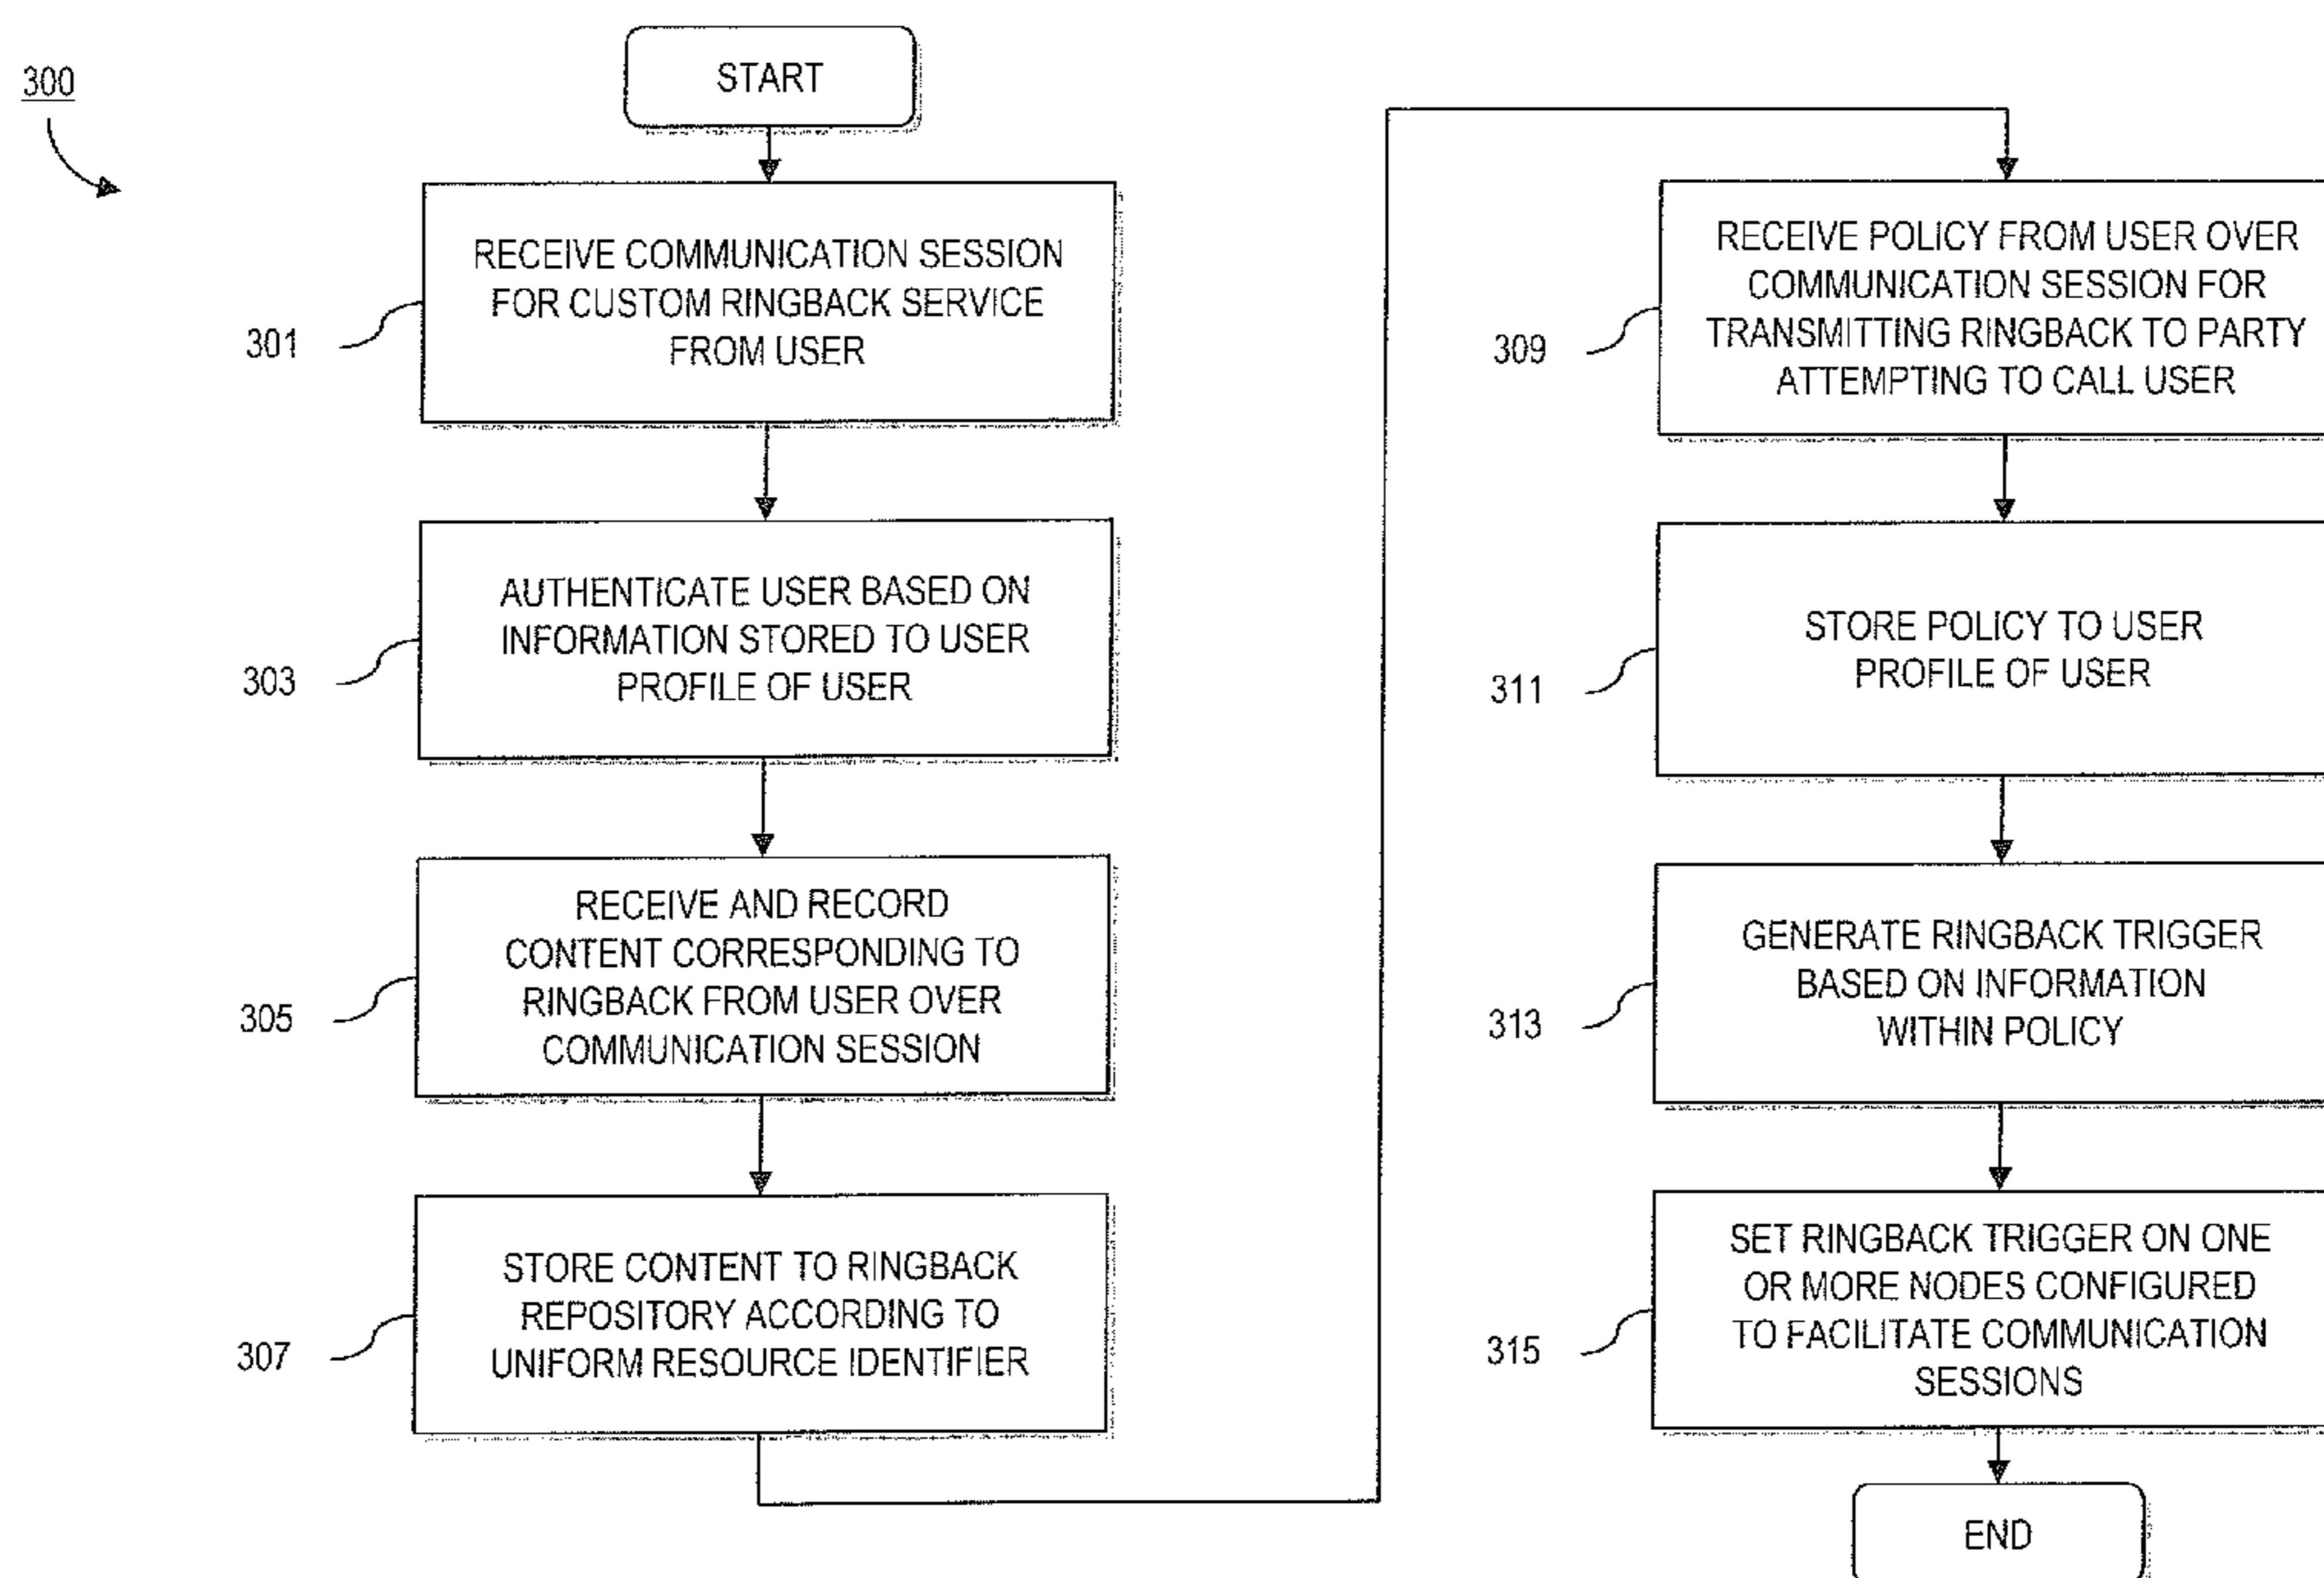 300
START
301
RECEIVE COMMUNICATION SESSION
FOR CUSTOM RINGBACK SERVICE
FROM USER
303
AUTHENTICATE USER BASED ON
INFORMATION STORED TO USER
PROFILE OF USER
305
RECEIVE AND RECORD
CONTENT CORRESPONDING TO
RINGBACK FROM USER OVER
COMMUNICATION SESSION
307
STORE CONTENT TO RINGBACK
REPOSITORY ACCORDING TO
UNIFORM RESOURCE IDENTIFIER
309
RECEIVE POLICY FROM USER OVER
COMMUNICATION SESSION FOR
TRANSMITTING RINGBACK TO PARTY
ATTEMPTING TO CALL USER
311
STORE POLICY TO USER
PROFILE OF USER
313
GENERATE RINGBACK TRIGGER
BASED ON INFORMATION
WITHIN POLICY
315
SET RINGBACK TRIGGER ON ONE
OR MORE NODES CONFIGURED
TO FACILITATE COMMUNICATION
SESSIONS
END